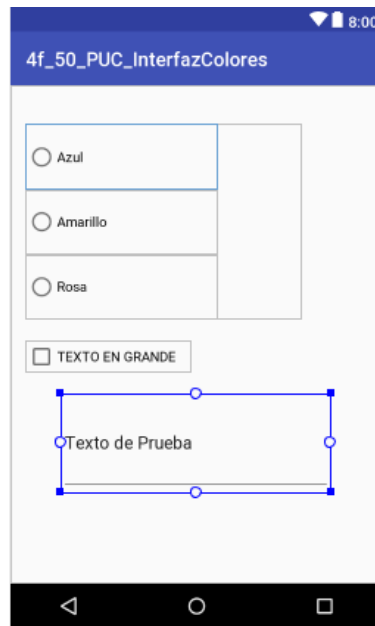 8:00
4f_50_PUC_InterfazColores
Azul
Amarillo
Rosa
TEXTO EN GRANDE
Texto de Prueba